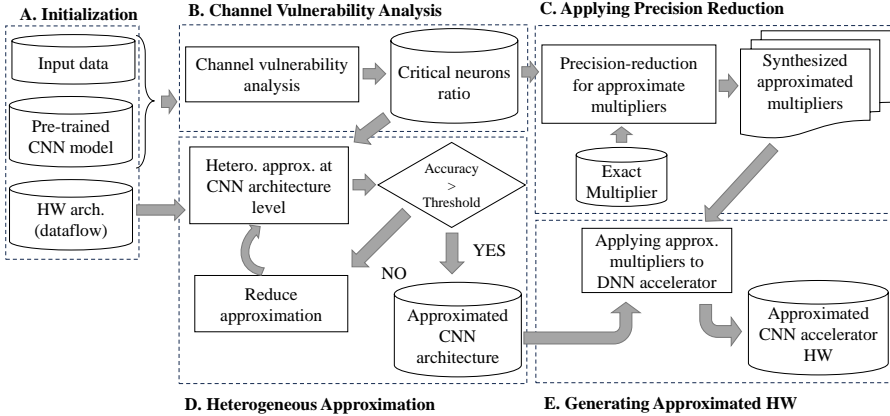 A. Initialization
Input data
Pre-trained
CNN model
HW arch.
(dataflow)
B. Channel Vulnerability Analysis
Channel vulnerability
analysis
Critical neurons
ratio
C. Applying Precision Reduction
Precision-reduction
for approximate
multipliers
Synthesized
approximated
multipliers
Exact
Multiplier
Hetero. approx. at
CNN architecture
level
Accuracy
>
Threshold
YES
NO
Reduce
approximation
Approximated
CNN
architecture
D. Heterogeneous Approximation
Applying approx.
multipliers to
DNN accelerator
Approximated
CNN accelerator
HW
E. Generating Approximated HW